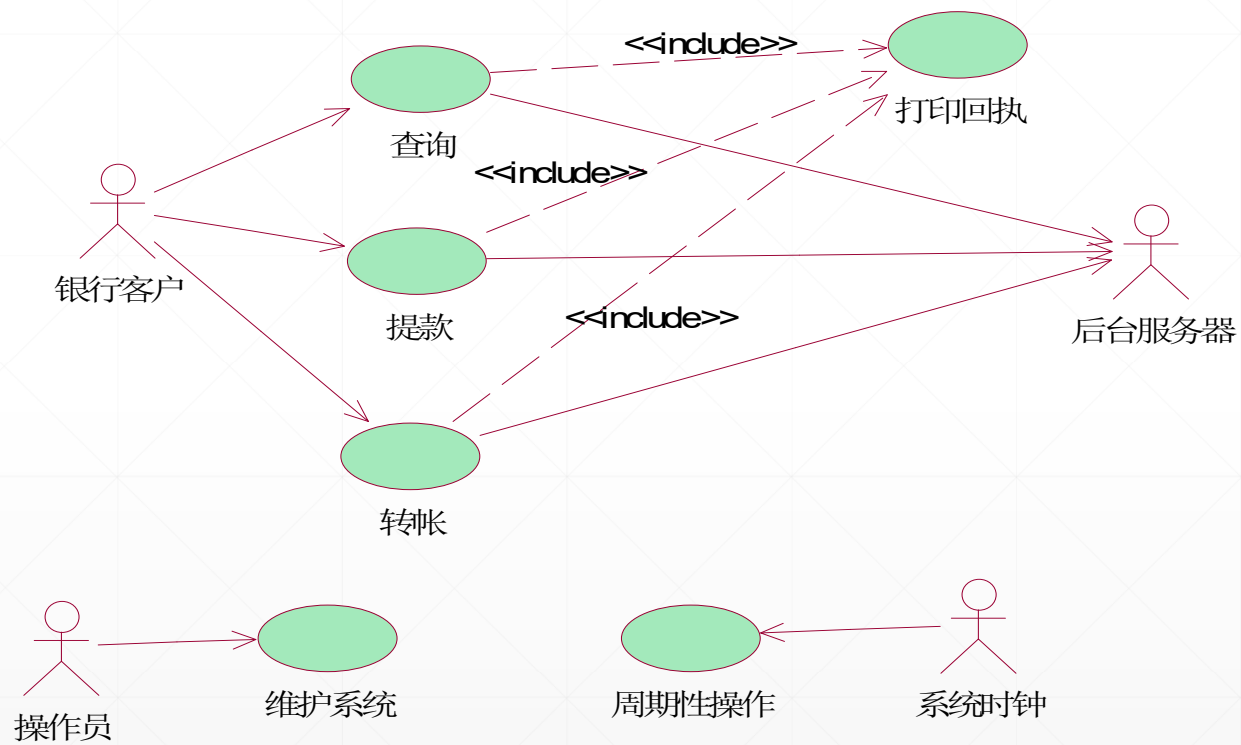 <<include>>
打印回执
查询
<<include>>
银行客户
提款
<<include>>
后台服务器
转帐
维护系统
周期性操作
系统时钟
操作员